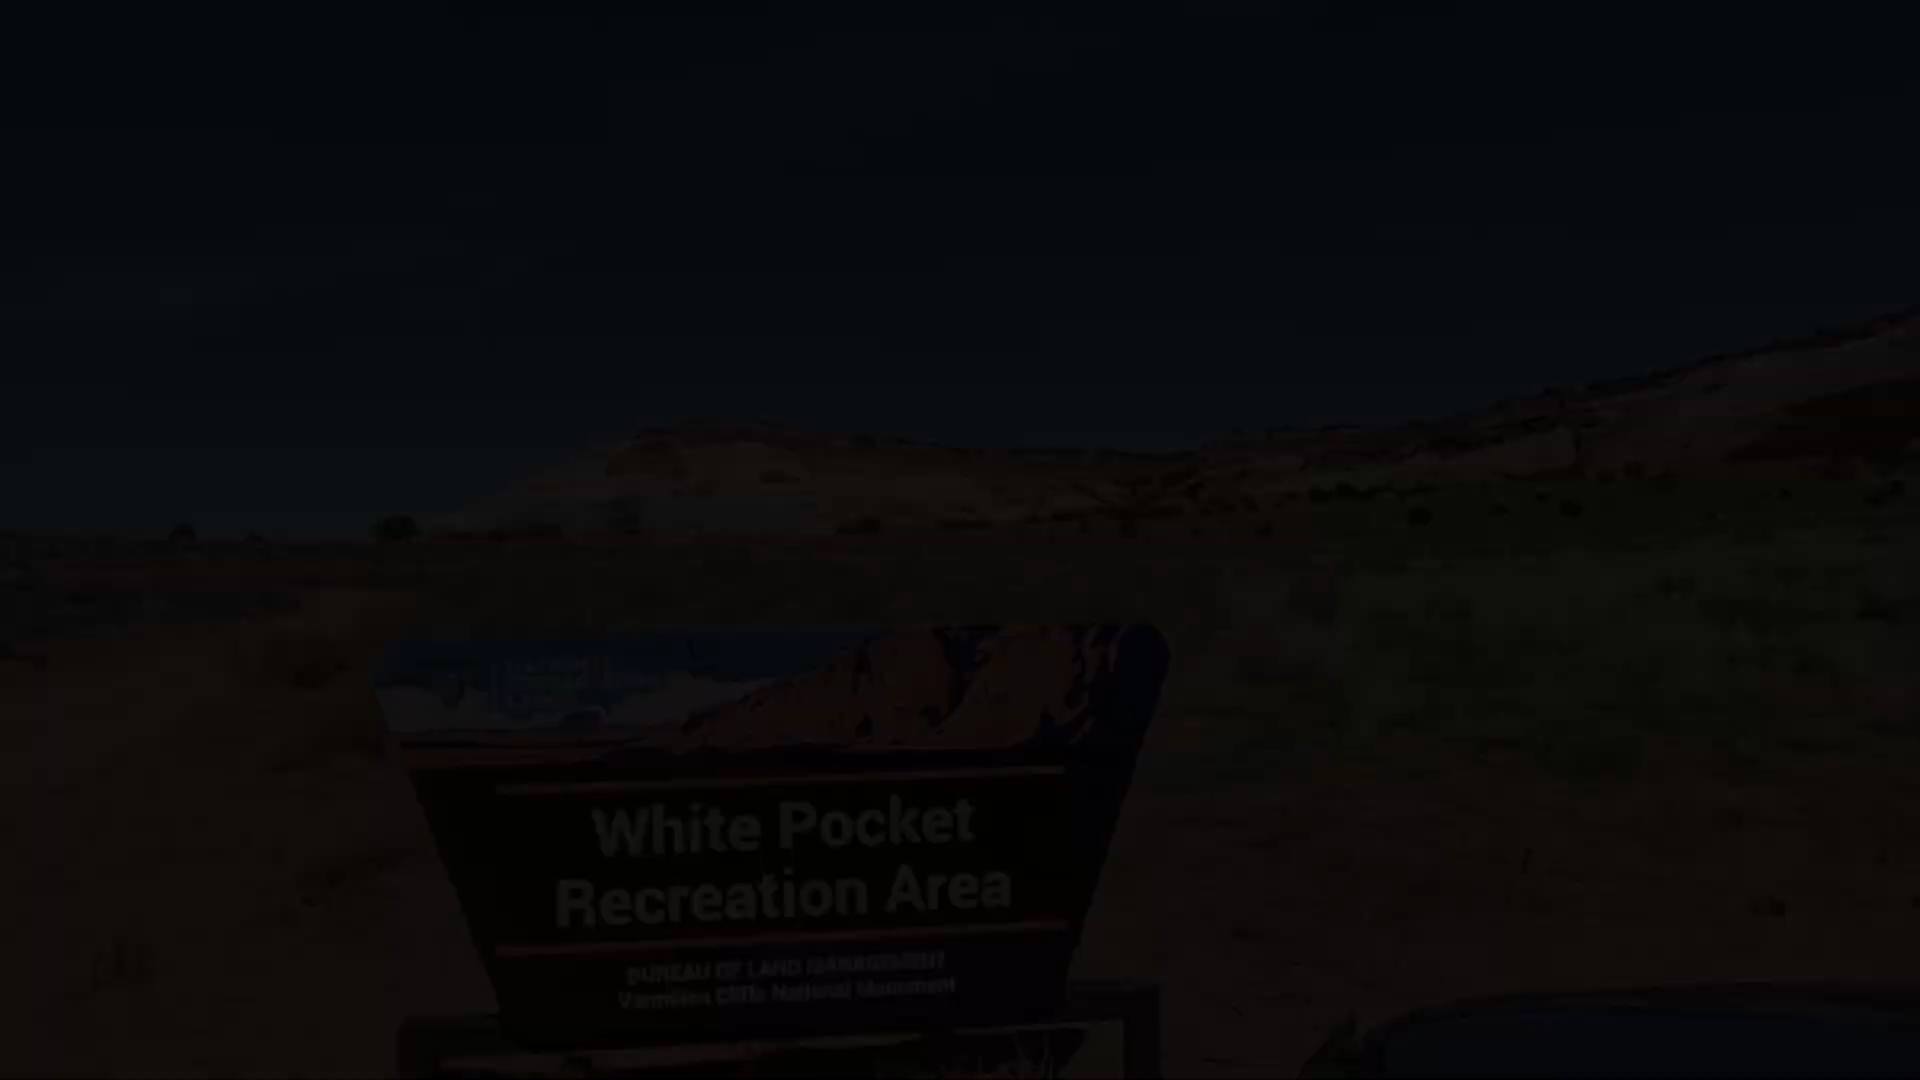 White Pocket
Recreation Area
BUREAU OF LAND MANAGEMENT
Vermilion Cliffs National Monument